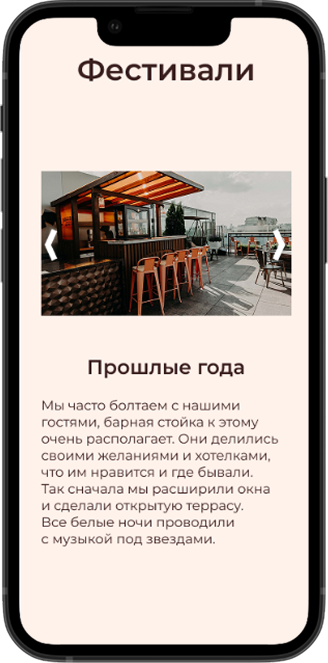 Фестивали
Прошлые года
Мы часто болтаем с нашими
гостями, барная стойка к этому
очень располагает. Они делились
своими желаниями и хотелками,
что им нравится и где бывали.
Так сначала мы расширили окна
и сделали открытую террасу.
Все белые ночи проводили
с музыкой под звездами.